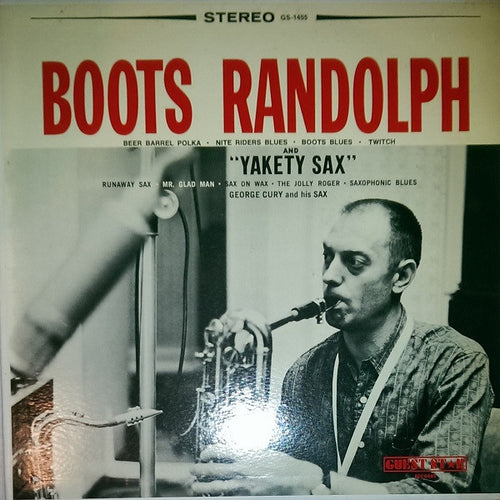 STEREO GS-1455
BOOTS RANDOLPH
BEER BARREL POLKA · NITE RIDERS BLUES · BOOTS BLUES · TWITCH
AND
"YAKETY SAX"
RUNAWAY SAX · MR. GLAD MAN · SAX ON WAX · THE JOLLY ROGER · SAXOPHONIC BLUES
GEORGE CURY and his SAX
GUEST STAR
RECORDS